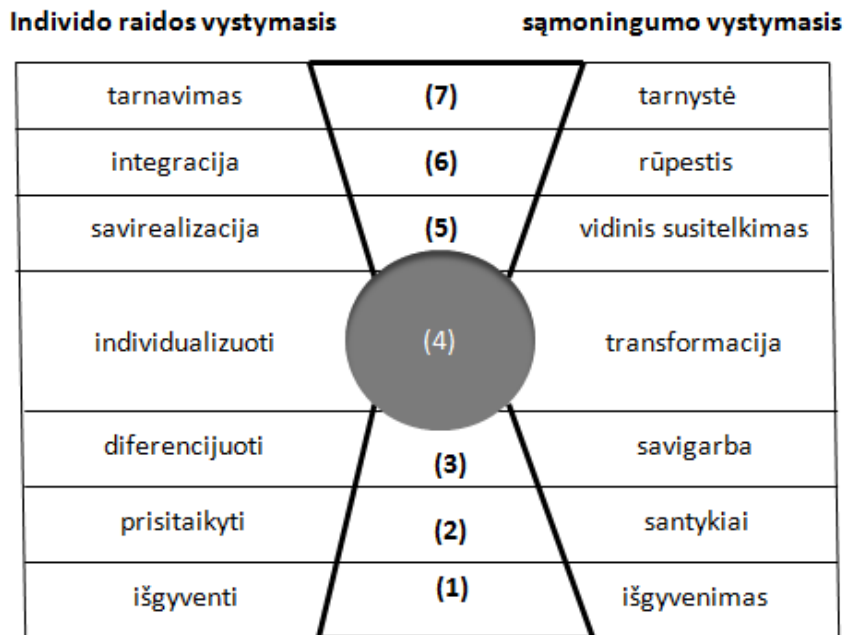 Individo raidos vystymasis sąmoningumo vystymasis
tarnavimas (7) tarnystė
integracija (6) rūpestis
savirealizacija (5) vidinis susitelkimas
individualizuoti (4) transformacija
diferencijuoti (3) savigarba
prisitaikyti (2) santykiai
išgyventi (1) išgyvenimas